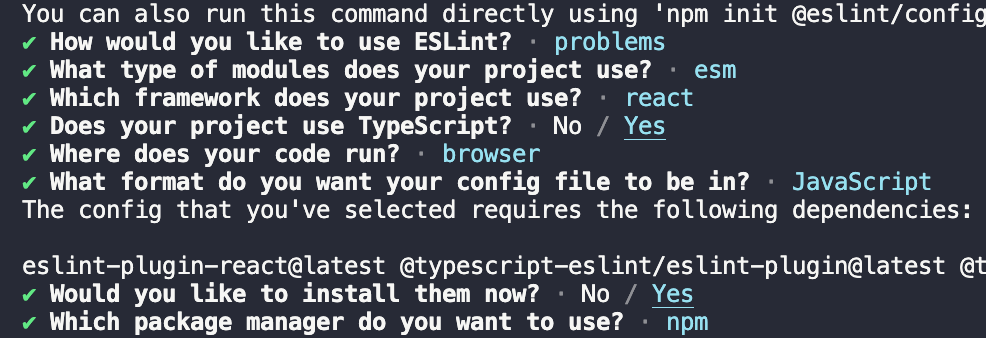 You can also run this command directly using 'npm init @eslint/config
✔ How would you like to use ESLint? · problems
✔ What type of modules does your project use? · esm
✔ Which framework does your project use? · react
✔ Does your project use TypeScript? · No / Yes
✔ Where does your code run? · browser
✔ What format do you want your config file to be in? · JavaScript
The config that you've selected requires the following dependencies:
eslint-plugin-react@latest @typescript-eslint/eslint-plugin@latest @t
✔ Would you like to install them now? · No / Yes
✔ Which package manager do you want to use? · npm